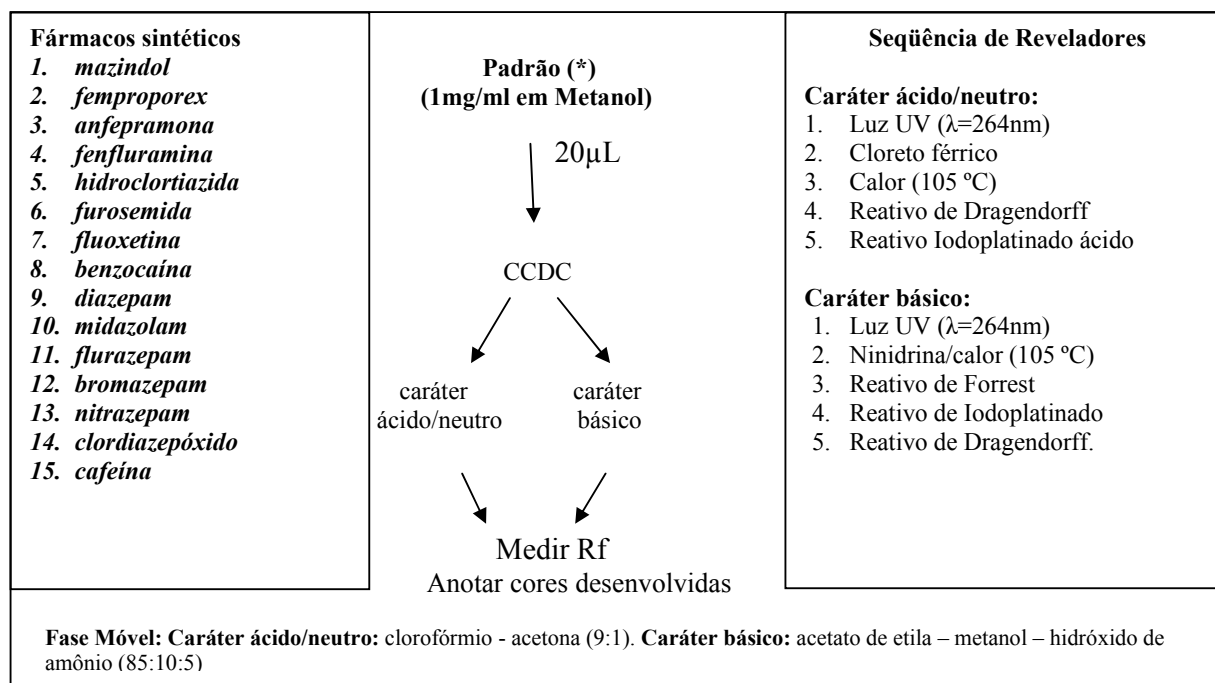 Fármacos sintéticos
1. mazindol
2. femproporex
3. anfepramona
4. fenfluramina
5. hidroclortiazida
6. furosemida
7. fluoxetina
8. benzocaína
9. diazepam
10. midazolam
11. flurazepam
12. bromazepam
13. nitrazepam
14. clordiazepóxido
15. cafeína
Padrão (*)
(1mg/ml em Metanol)
20µL
CCDC
caráter
ácido/neutro
caráter
básico
Medir Rf
Anotar cores desenvolvidas
Seqüência de Reveladores
Caráter ácido/neutro:
1. Luz UV (λ=264nm)
2. Cloreto férrico
3. Calor (105 ºC)
4. Reativo de Dragendorff
5. Reativo Iodoplatinado ácido
Caráter básico:
1. Luz UV (λ=264nm)
2. Ninidrina/calor (105 ºC)
3. Reativo de Forrest
4. Reativo de Iodoplatinado
5. Reativo de Dragendorff.
Fase Móvel: Caráter ácido/neutro: clorofórmio - acetona (9:1). Caráter básico: acetato de etila – metanol – hidróxido de
amônio (85:10:5)